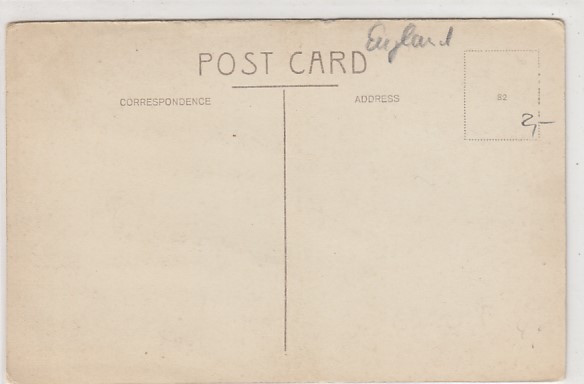 England
POST CARD
CORRESPONDENCE
ADDRESS
82
2,-